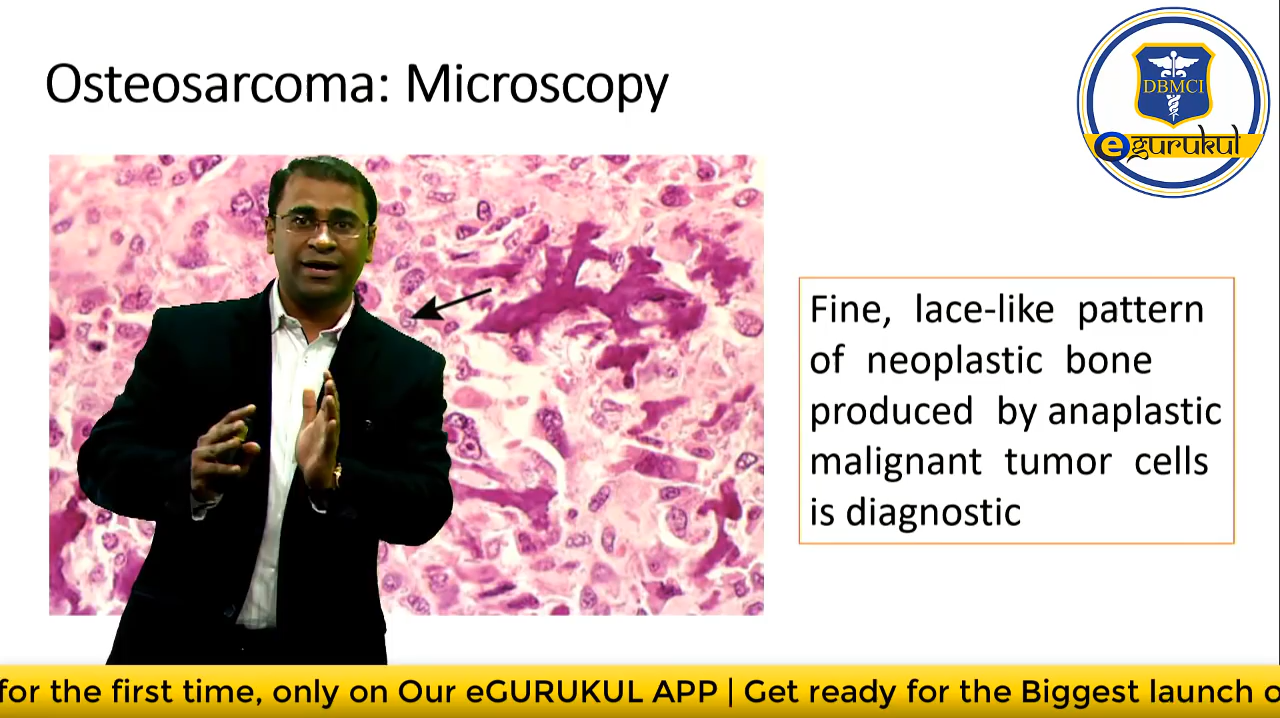 Osteosarcoma: Microscopy
DBMCI
egurukul
Fine, lace-like pattern
of neoplastic bone
produced by anaplastic
malignant tumor cells
is diagnostic
for the first time, only on Our eGURUKUL APP | Get ready for the Biggest launch